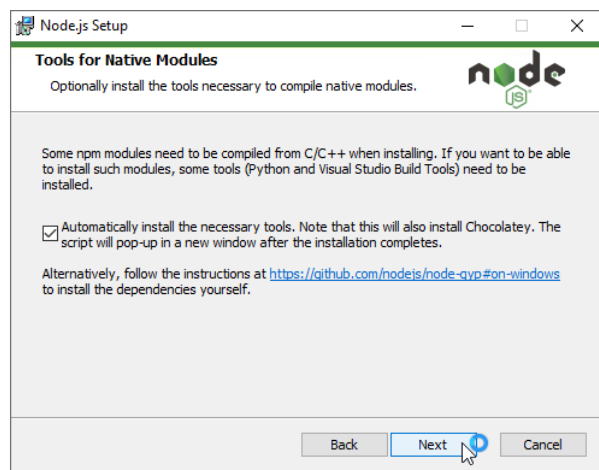 Node.js Setup
Tools for Native Modules
Optionally install the tools necessary to compile native modules.
node
JS
Some npm modules need to be compiled from C/C++ when installing. If you want to be able
to install such modules, some tools (Python and Visual Studio Build Tools) need to be
installed.
Automatically install the necessary tools. Note that this will also install Chocolatey. The
script will pop-up in a new window after the installation completes.
Alternatively, follow the instructions at https://github.com/nodejs/node-gyp#on-windows
to install the dependencies yourself.
Back Next Cancel